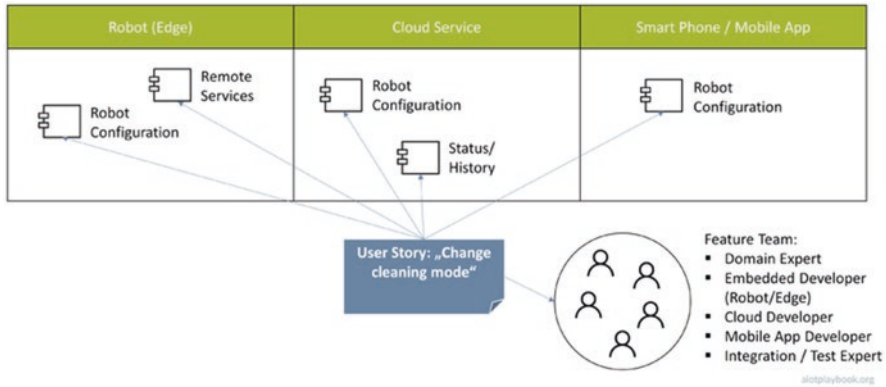 Robot (Edge)
Cloud Service
Smart Phone / Mobile App
Remote
Services
Robot
Configuration
Robot
Configuration
Status/
History
Robot
Configuration
User Story: „Change
cleaning mode“
Feature Team:
▪ Domain Expert
▪ Embedded Developer
(Robot/Edge)
▪ Cloud Developer
▪ Mobile App Developer
▪ Integration / Test Expert
aiotplaybook.org